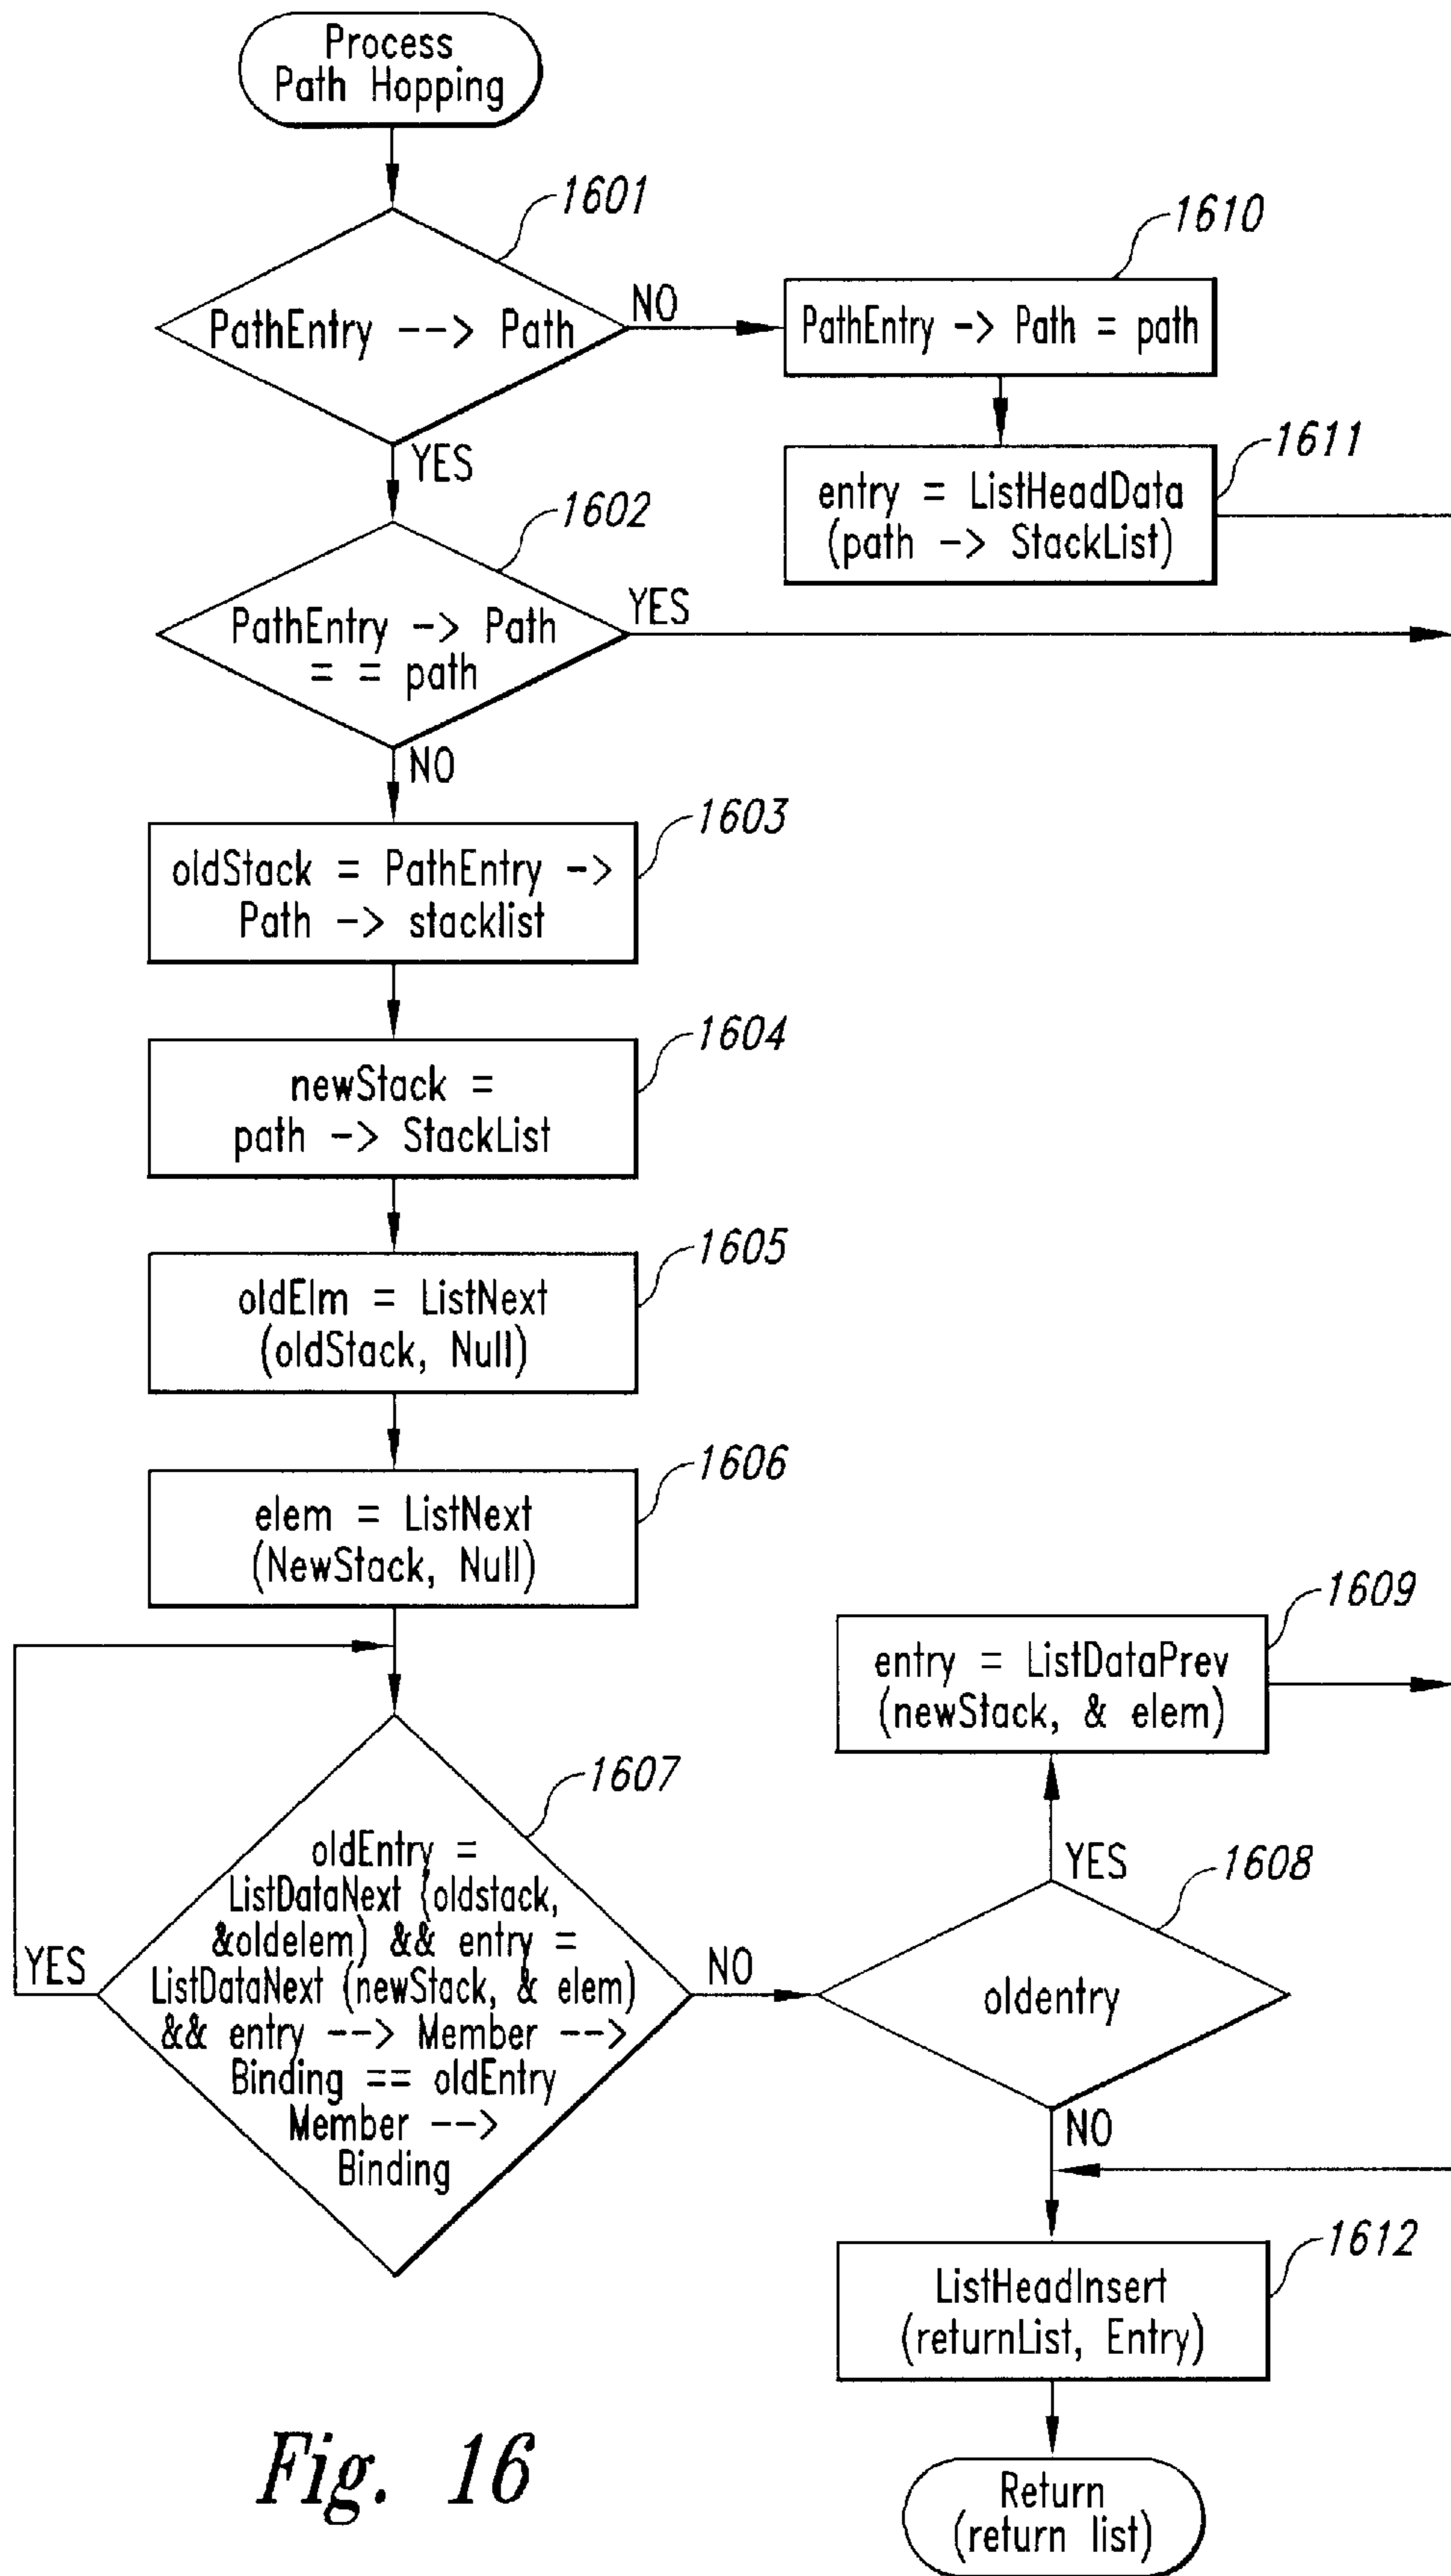 Process
Path Hopping
1601
PathEntry --> Path
NO
YES
1610
PathEntry -> Path = path
1611
entry = ListHeadData
(path -> StackList)
1602
PathEntry -> Path
= = path
YES
NO
1603
oldStack = PathEntry ->
Path -> stacklist
1604
newStack =
path -> StackList
1605
oldElm = ListNext
(oldStack, Null)
1606
elem = ListNext
(NewStack, Null)
1607
oldEntry =
ListDataNext (oldstack,
&oldelem) && entry =
ListDataNext (newStack, & elem)
&& entry --> Member -->
Binding == oldEntry
Member -->
Binding
YES
NO
1609
entry = ListDataPrev
(newStack, & elem)
YES
1608
oldentry
NO
1612
ListHeadInsert
(returnList, Entry)
Return
(return list)
Fig. 16